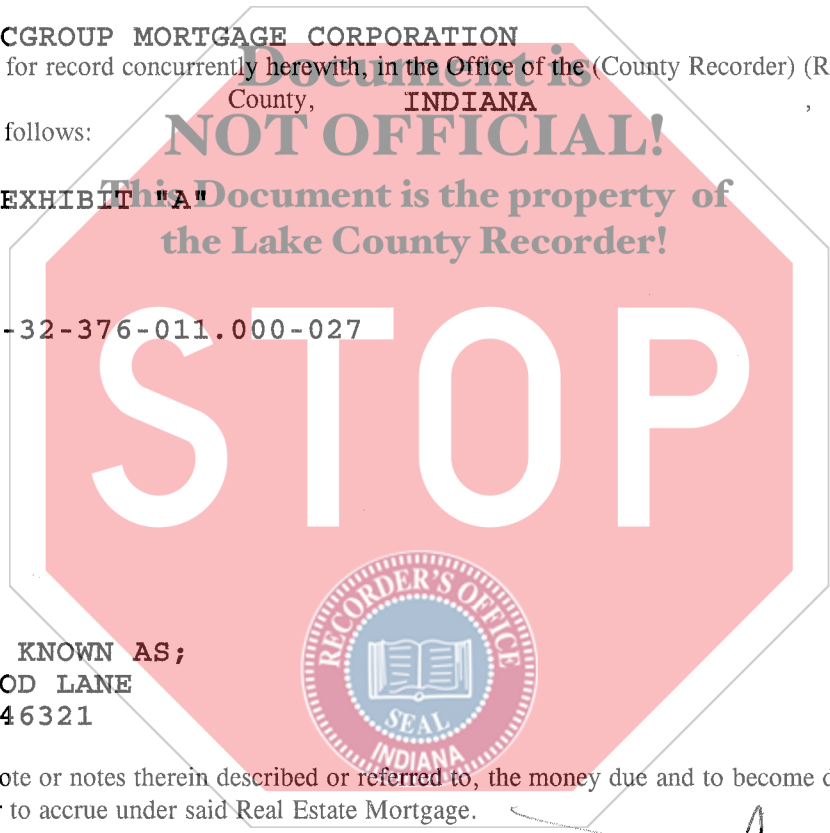 CGROUP MORTGAGE CORPORATION
Document is
for record concurrently herewith, in the Office of the (County Recorder) (R
County, INDIANA ,
follows:
NOT OFFICIAL!
EXHIBIT "A"
This Document is the property of
the Lake County Recorder!
-32-376-011.000-027
STOP
RECORDER'S OFFICE
SEAL
INDIANA
KNOWN AS;
OD LANE
46321
ote or notes therein described or referred to, the money due and to become d
to accrue under said Real Estate Mortgage.